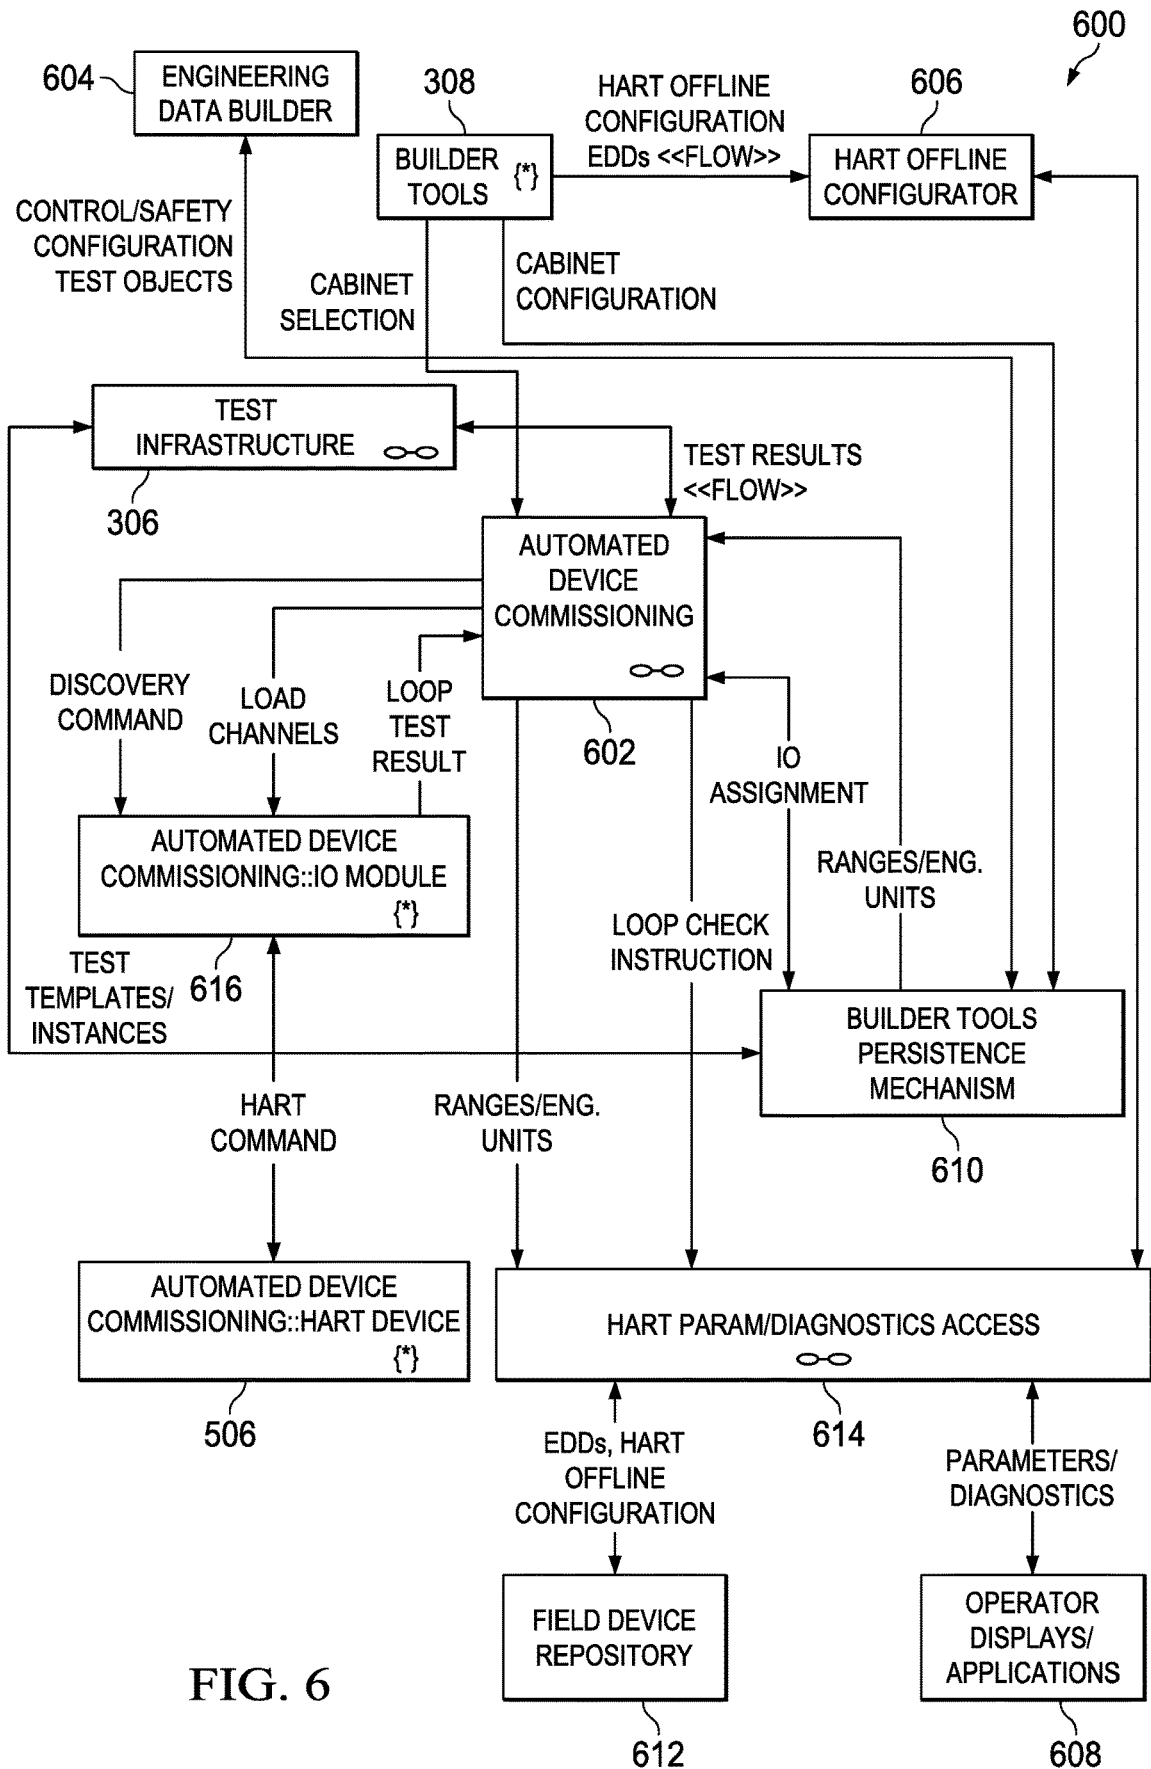 600
604
ENGINEERING
DATA BUILDER
308
BUILDER
TOOLS
{*}
HART OFFLINE
CONFIGURATION
EDDs <<FLOW>>
606
HART OFFLINE
CONFIGURATOR
CONTROL/SAFETY
CONFIGURATION
TEST OBJECTS
CABINET
SELECTION
CABINET
CONFIGURATION
TEST
INFRASTRUCTURE
306
TEST RESULTS
<<FLOW>>
AUTOMATED
DEVICE
COMMISSIONING
602
DISCOVERY
COMMAND
LOAD
CHANNELS
LOOP
TEST
RESULT
IO
ASSIGNMENT
AUTOMATED DEVICE
COMMISSIONING::IO MODULE
{*}
616
RANGES/ENG.
UNITS
LOOP CHECK
INSTRUCTION
TEST
TEMPLATES/
INSTANCES
BUILDER TOOLS
PERSISTENCE
MECHANISM
610
HART
COMMAND
RANGES/ENG.
UNITS
AUTOMATED DEVICE
COMMISSIONING::HART DEVICE
{*}
506
HART PARAM/DIAGNOSTICS ACCESS
614
EDDs, HART
OFFLINE
CONFIGURATION
PARAMETERS/
DIAGNOSTICS
FIELD DEVICE
REPOSITORY
612
OPERATOR
DISPLAYS/
APPLICATIONS
608
FIG. 6